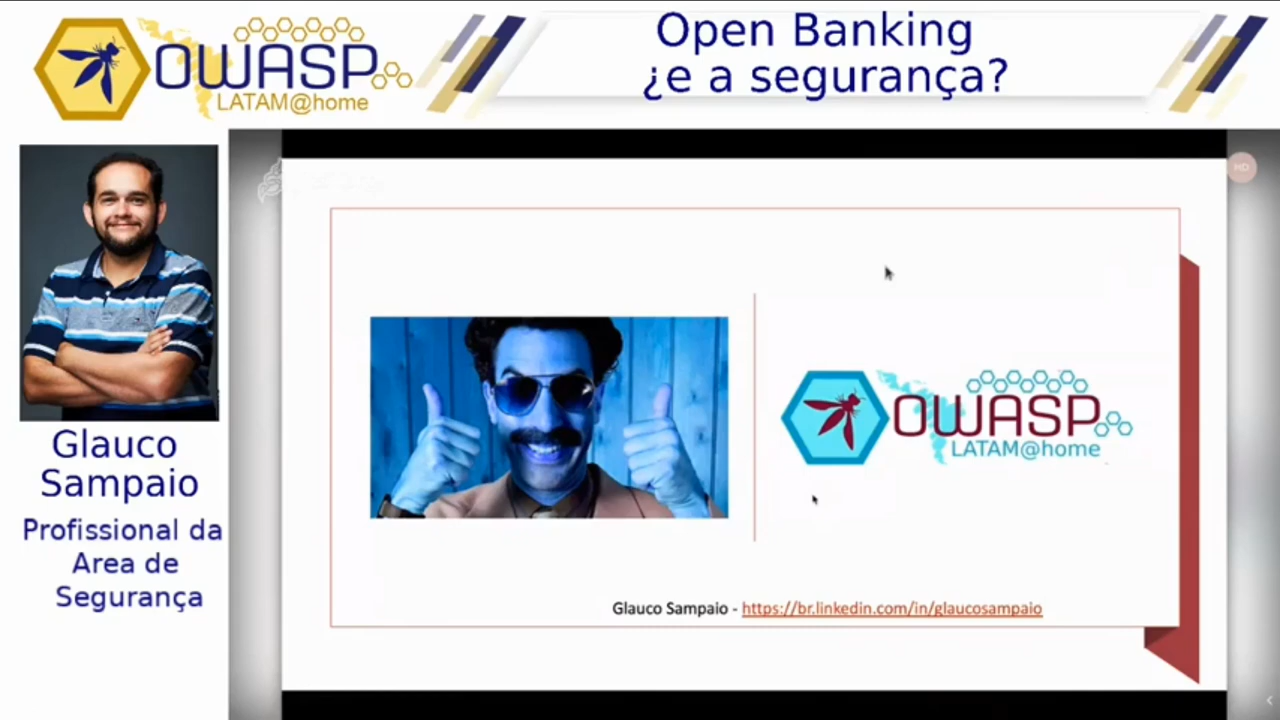 OWASP
LATAM@home
Open Banking
¿e a segurança?
Glauco
Sampaio
Profissional da
Area de
Segurança
HD
OWASP
LATAM@home
Glauco Sampaio - https://br.linkedin.com/in/glaucosampaio